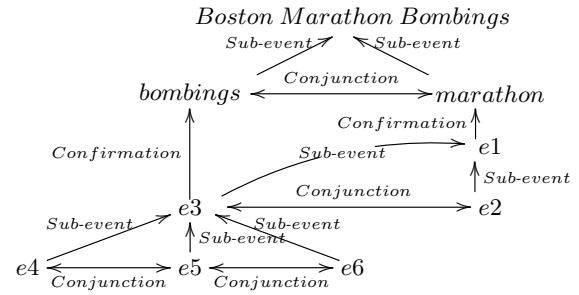 Boston Marathon Bombings
Sub-event Sub-event
bombings Conjunction marathon
Confirmation
Confirmation Sub-event e1
Sub-event
Conjunction
e3 e2
Sub-event Sub-event Sub-event
e4 Conjunction e5 Conjunction e6